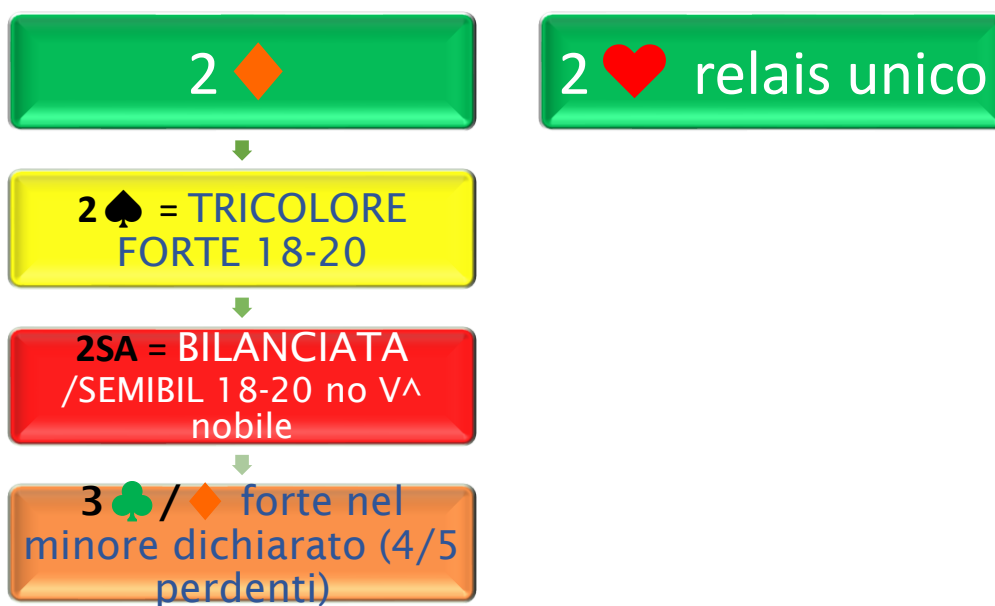 2 ♦
2 ♥ relais unico
2 ♠ = TRICOLORE
FORTE 18-20
2SA = BILANCIATA
/SEMIBIL 18-20 no V^
nobile
3 ♣ / ♦ forte nel
minore dichiarato (4/5
perdenti)